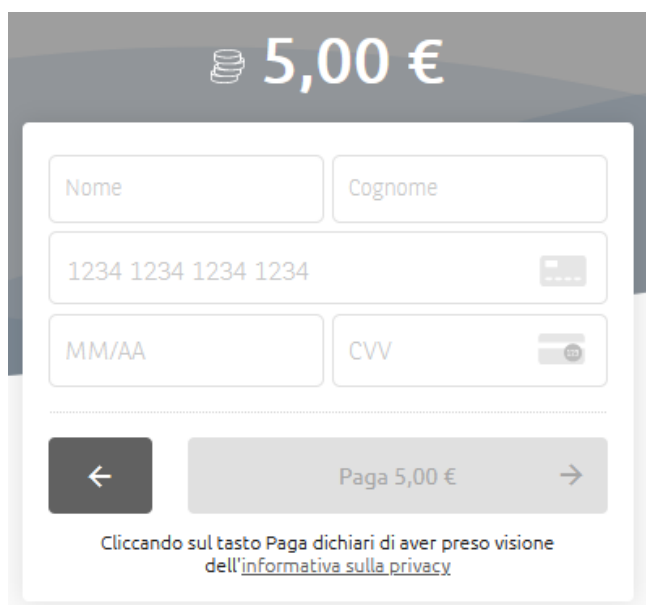 5,00 €
Nome
Cognome
1234 1234 1234 1234
MM/AA
CVV
Paga 5,00 €
Cliccando sul tasto Paga dichiari di aver preso visione
dell'informativa sulla privacy